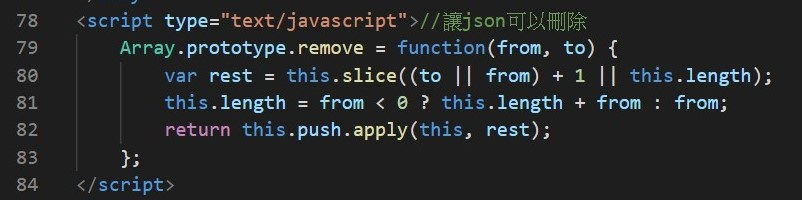 78 <script type="text/javascript">//讓json可以刪除
79 Array.prototype.remove = function(from, to) {
80 var rest = this.slice((to || from) + 1 || this.length);
81 this.length = from < 0 ? this.length + from : from;
82 return this.push.apply(this, rest);
83 };
84 </script>